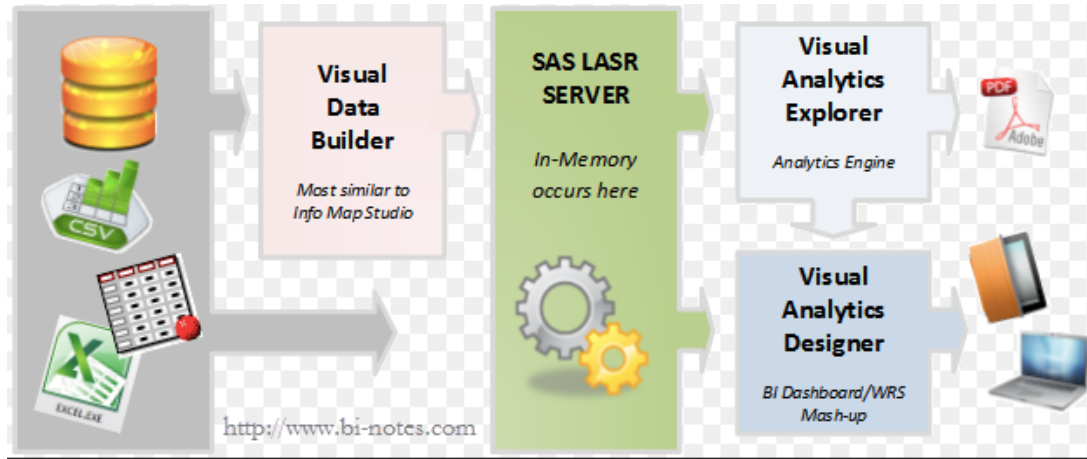 CSV
EXCEL.EXE
Visual
Data
Builder
Most similar to
Info Map Studio
http://www.bi-notes.com
SAS LASR
SERVER
In-Memory
occurs here
Visual
Analytics
Explorer
Analytics Engine
PDF
Adobe
Visual
Analytics
Designer
BI Dashboard/WRS
Mash-up